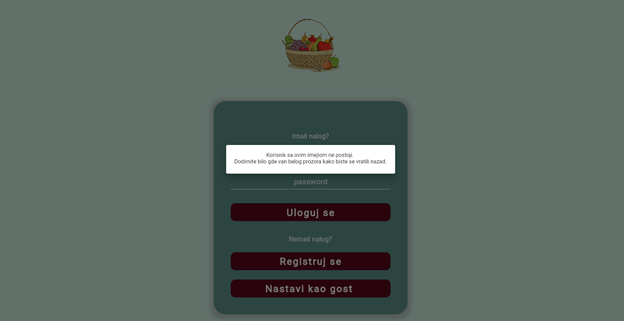 Imaš nalog?
Korisnik sa ovim imejlom ne postoji.
Dodirnite bilo gde van belog prozora kako biste se vratili nazad.
password
Uloguj se
Nemaš nalog?
Registruj se
Nastavi kao gost